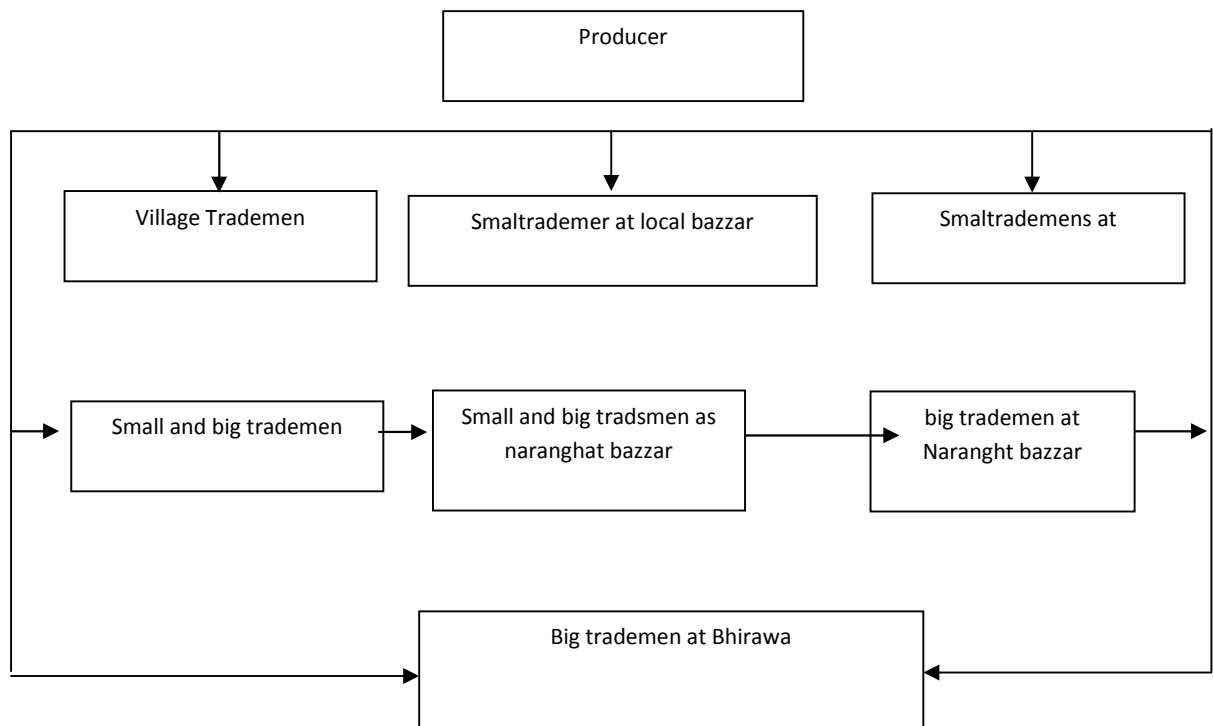 Producer
Village Trademen
Smaltrademer at local bazzar
Smaltrademens at
Small and big trademen
Small and big tradsmen as
naranghat bazzar
big trademen at
Naranght bazzar
Big trademen at Bhirawa